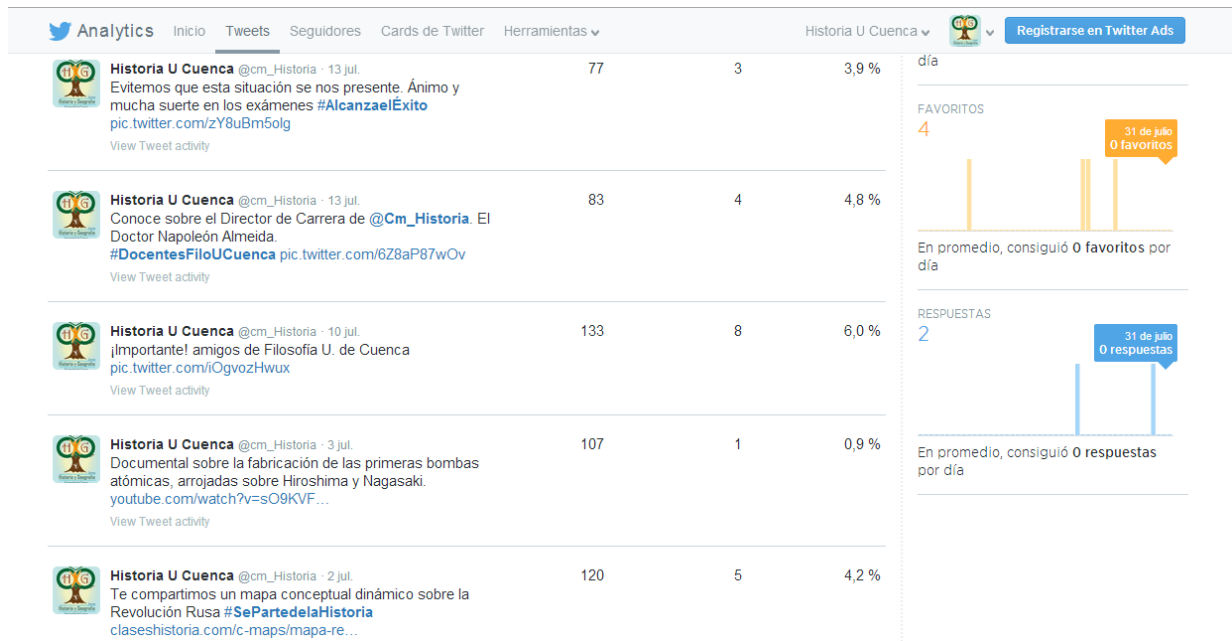 Analytics Inicio Tweets Seguidores Cards de Twitter Herramientas Historia U Cuenca Registrarse en Twitter Ads
Historia U Cuenca @cm_Historia · 13 jul. 77 3 3,9 %
Evitemos que esta situación se nos presente. Ánimo y
mucha suerte en los exámenes #AlcanzaelÉxito
pic.twitter.com/zY8uBm5olg
View Tweet activity
Historia U Cuenca @cm_Historia · 13 jul. 83 4 4,8 %
Conoce sobre el Director de Carrera de @Cm_Historia. El
Doctor Napoleón Almeida.
#DocentesFiloUCuenca pic.twitter.com/6Z8aP87wOv
View Tweet activity
Historia U Cuenca @cm_Historia · 10 jul. 133 8 6,0 %
¡Importante! amigos de Filosofía U. de Cuenca
pic.twitter.com/iOgvozHwux
View Tweet activity
Historia U Cuenca @cm_Historia · 3 jul. 107 1 0,9 %
Documental sobre la fabricación de las primeras bombas
atómicas, arrojadas sobre Hiroshima y Nagasaki.
youtube.com/watch?v=sO9KVF…
View Tweet activity
Historia U Cuenca @cm_Historia · 2 jul. 120 5 4,2 %
Te compartimos un mapa conceptual dinámico sobre la
Revolución Rusa #SePartedelaHistoria
claseshistoria.com/c-maps/mapa-re…
día
FAVORITOS
4
31 de julio
0 favoritos
En promedio, consiguió 0 favoritos por
día
RESPUESTAS
2
31 de julio
0 respuestas
En promedio, consiguió 0 respuestas
por día